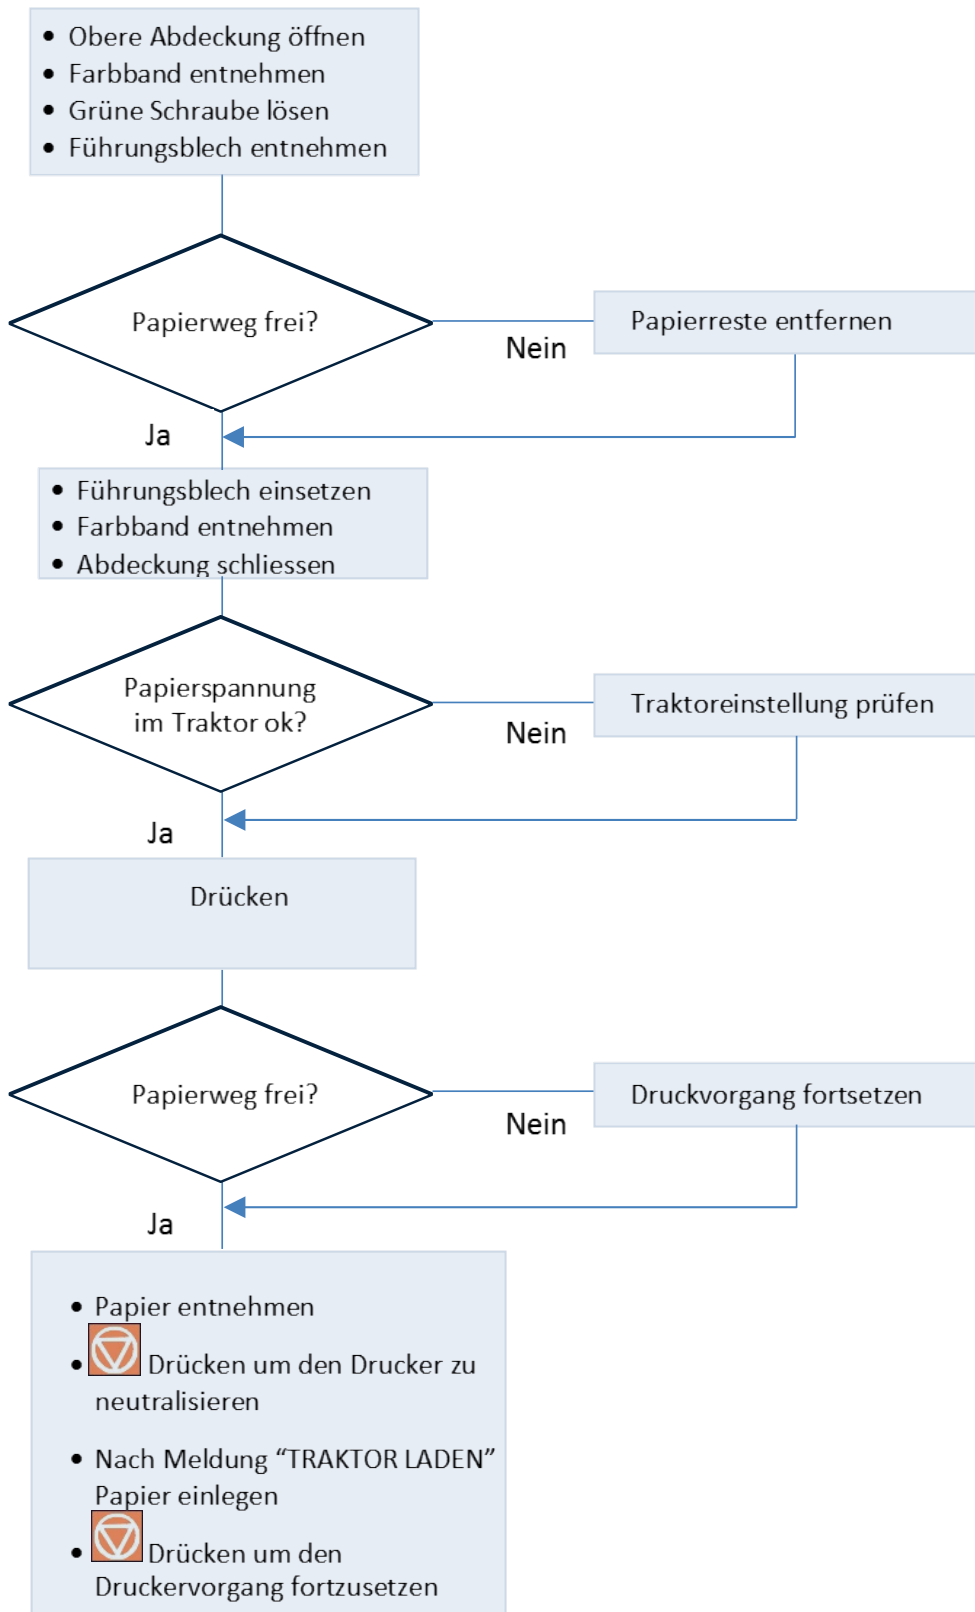 • Obere Abdeckung öffnen
• Farbband entnehmen
• Grüne Schraube lösen
• Führungsblech entnehmen
Papierweg frei?
Nein
Papierreste entfernen
Ja
• Führungsblech einsetzen
• Farbband entnehmen
• Abdeckung schliessen
Papierspannung
im Traktor ok?
Nein
Traktoreinstellung prüfen
Ja
Drücken
Papierweg frei?
Nein
Druckvorgang fortsetzen
Ja
• Papier entnehmen
• Drücken um den Drucker zu
neutralisieren
• Nach Meldung “TRAKTOR LADEN”
Papier einlegen
• Drücken um den
Druckervorgang fortzusetzen